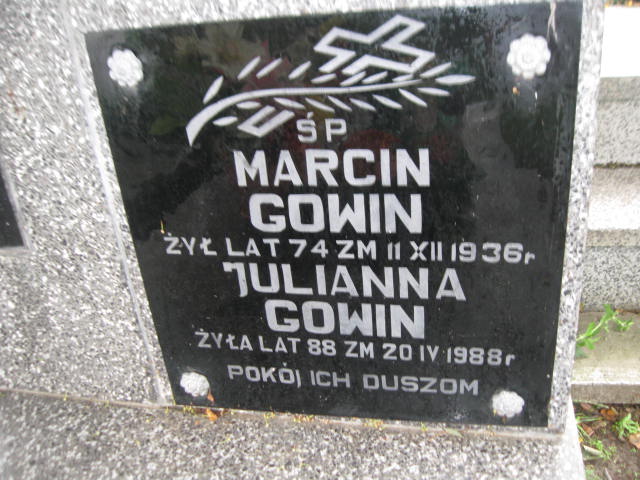 ŚP
MARCIN
GOWIN
ŻYŁ LAT 74 ZM 11 XII 1936r
JULIANNA
GOWIN
ŻYŁA LAT 88 ZM 20 IV 1988r
POKÓJ ICH DUSZOM